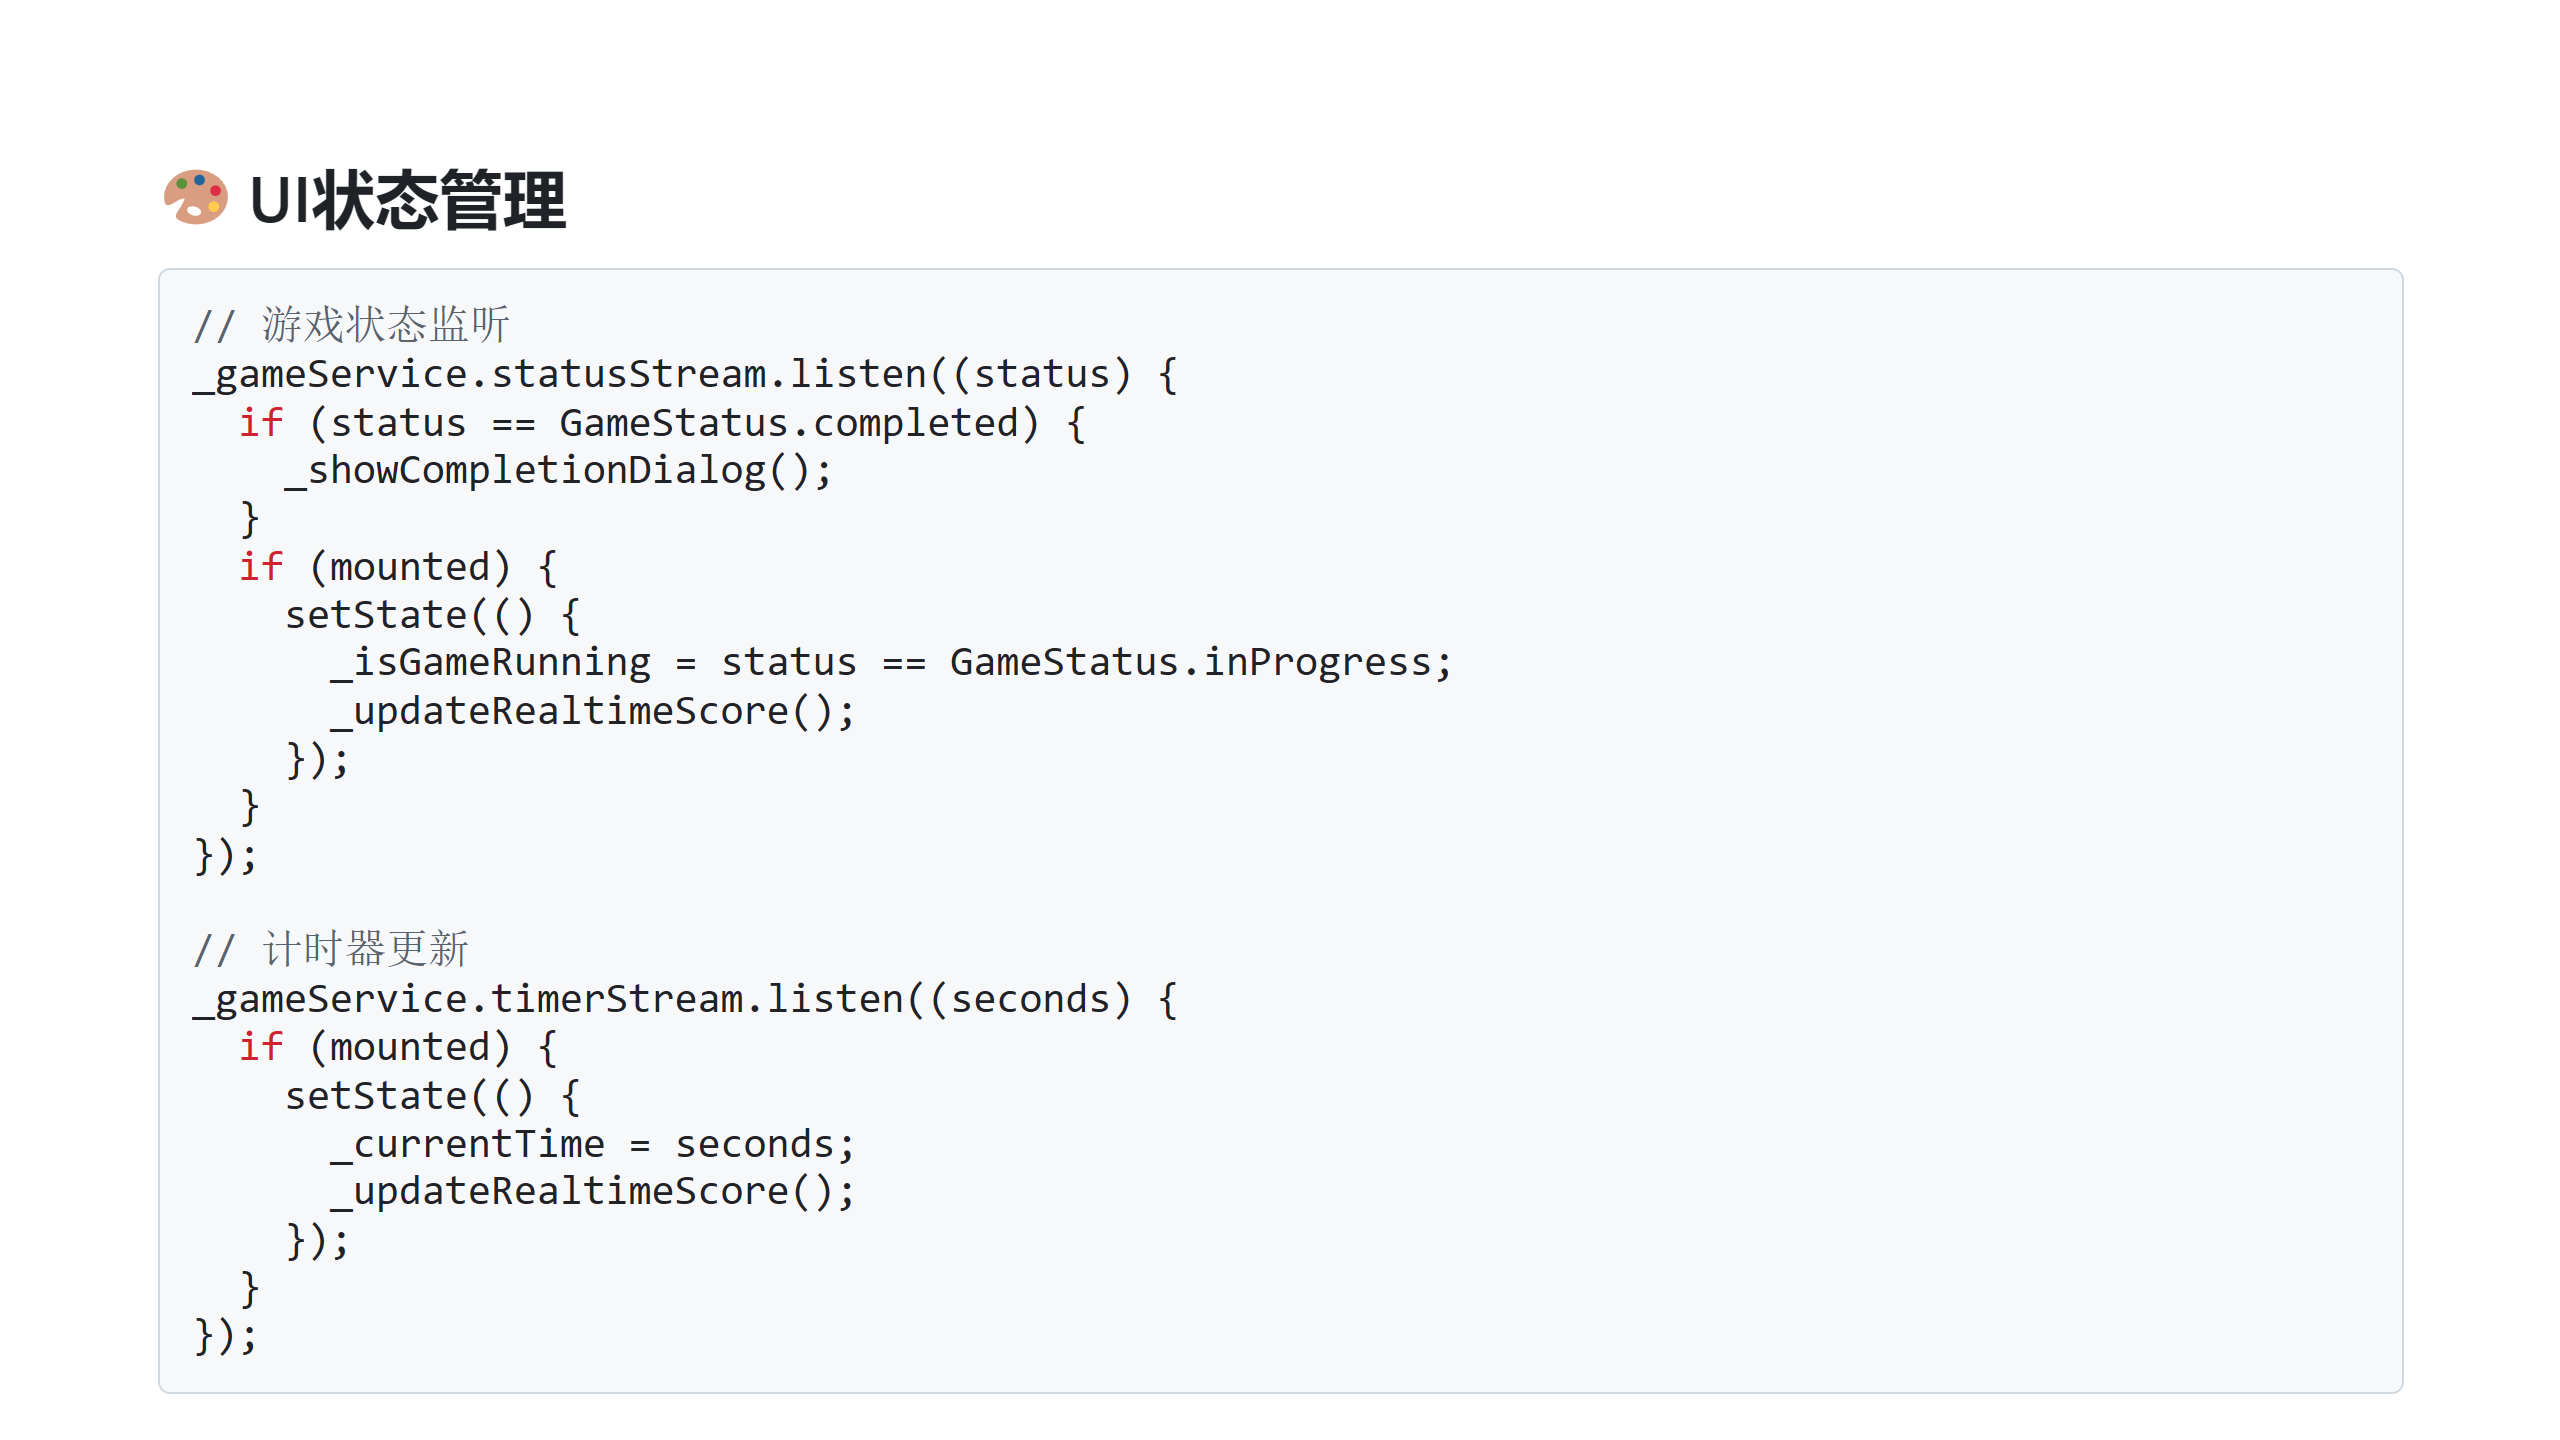 UI状态管理
// 游戏状态监听
_gameService.statusStream.listen((status) {
  if (status == GameStatus.completed) {
    _showCompletionDialog();
  }
  if (mounted) {
    setState(() {
      _isGameRunning = status == GameStatus.inProgress;
      _updateRealtimeScore();
    });
  }
});
// 计时器更新
_gameService.timerStream.listen((seconds) {
  if (mounted) {
    setState(() {
      _currentTime = seconds;
      _updateRealtimeScore();
    });
  }
});